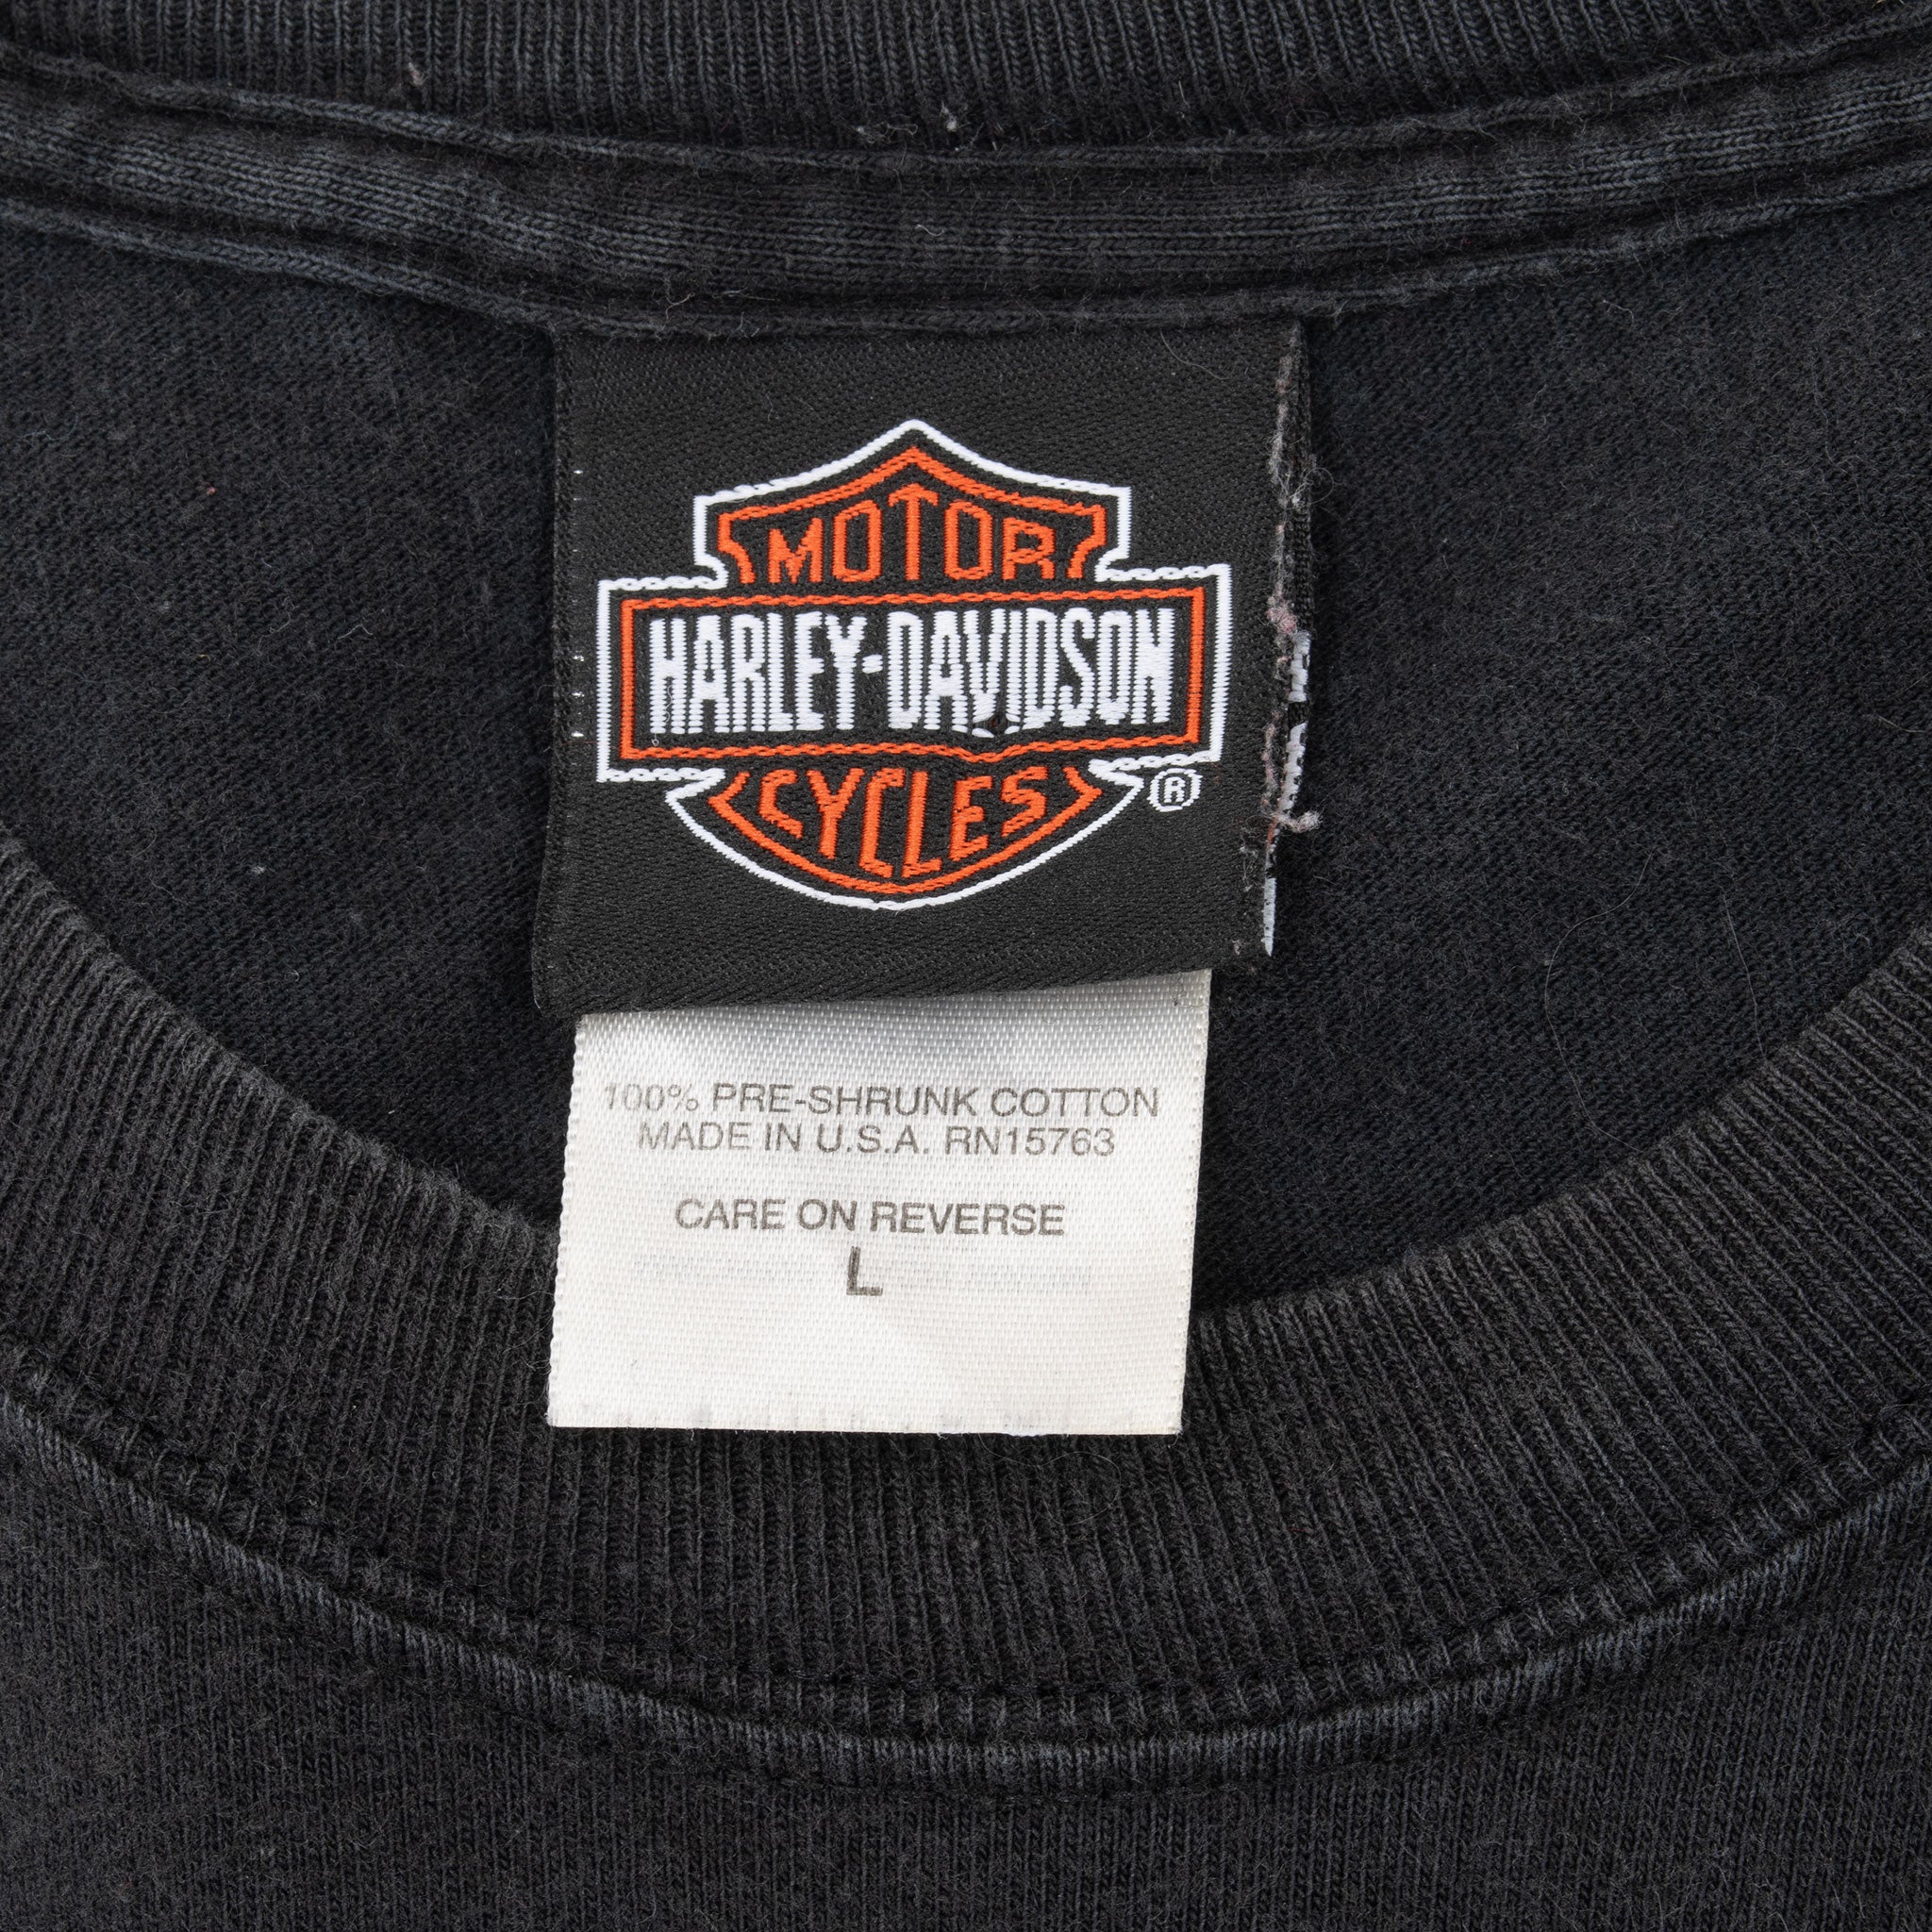 MOTOR
HARLEY-DAVIDSON
CYCLES ®
100% PRE-SHRUNK COTTON
MADE IN U.S.A. RN15763
CARE ON REVERSE
L